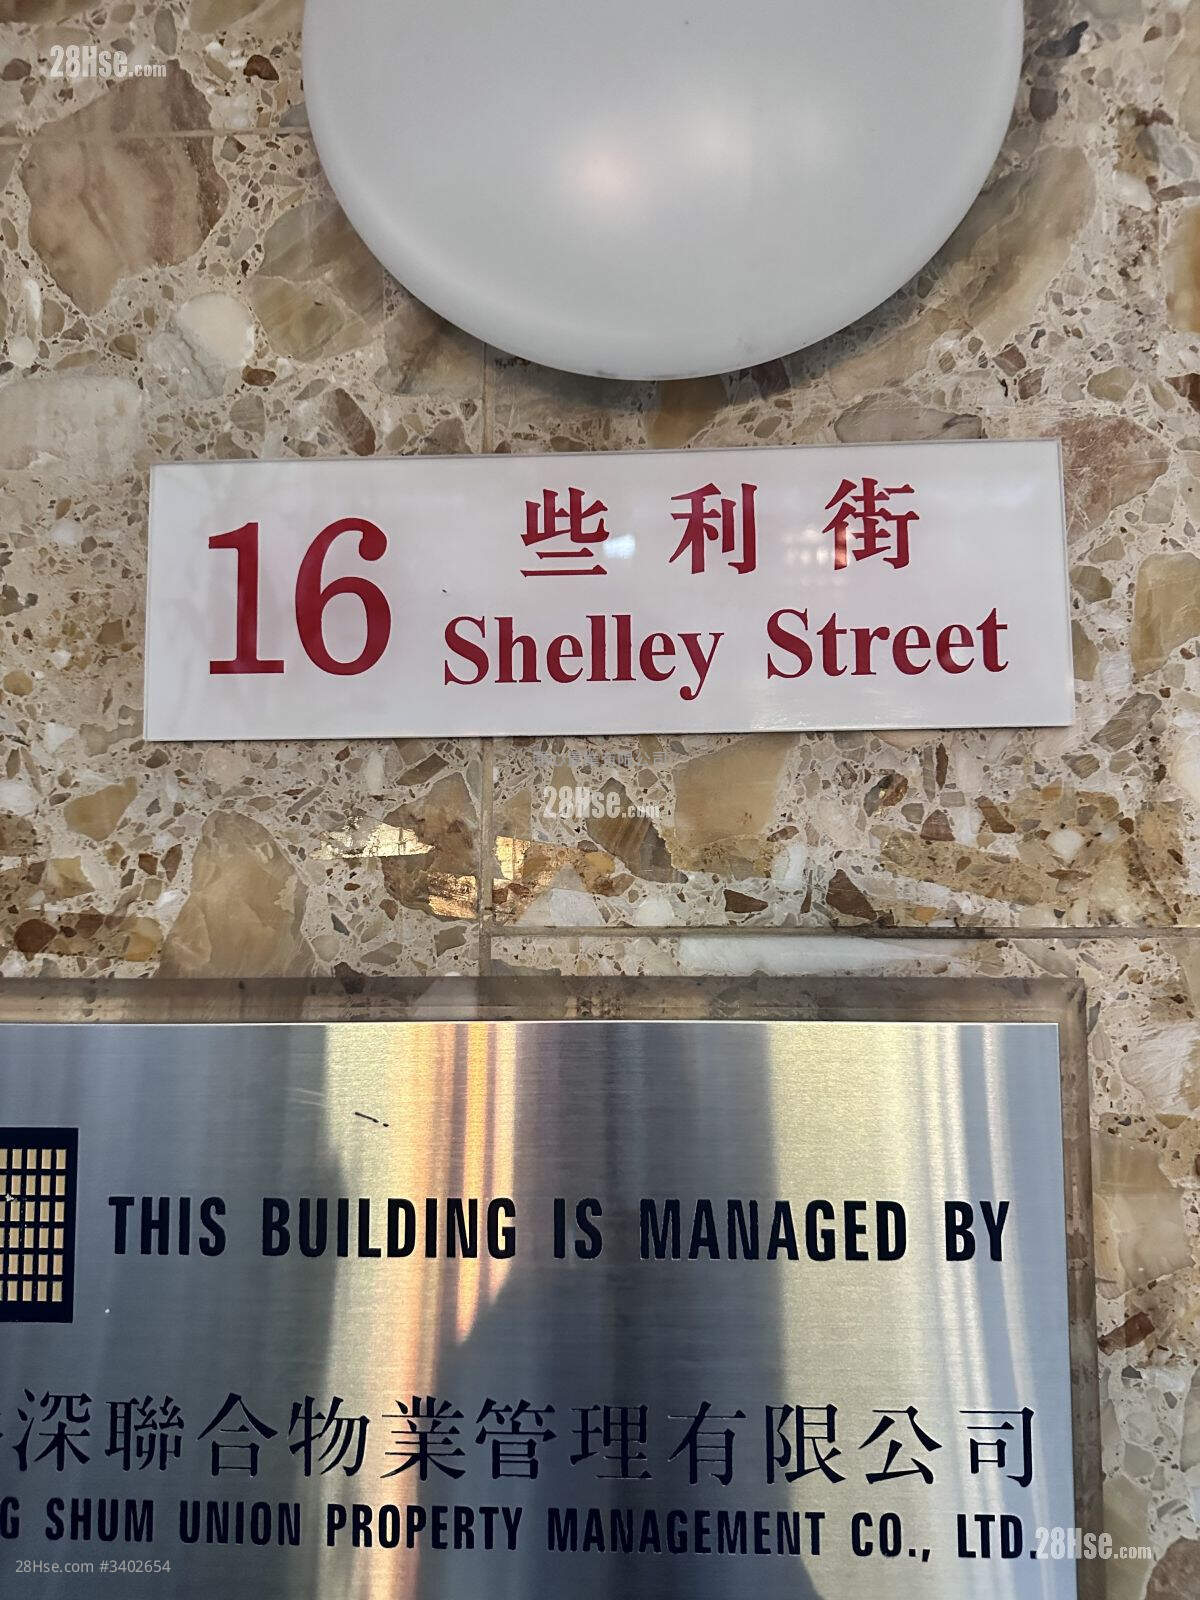 28Hse.com
16
些利街
Shelley Street
28Hse.com
THIS BUILDING IS MANAGED BY
深聯合物業管理有限公司
G SHUM UNION PROPERTY MANAGEMENT CO., LTD.
28Hse.com
28Hse.com #3402654